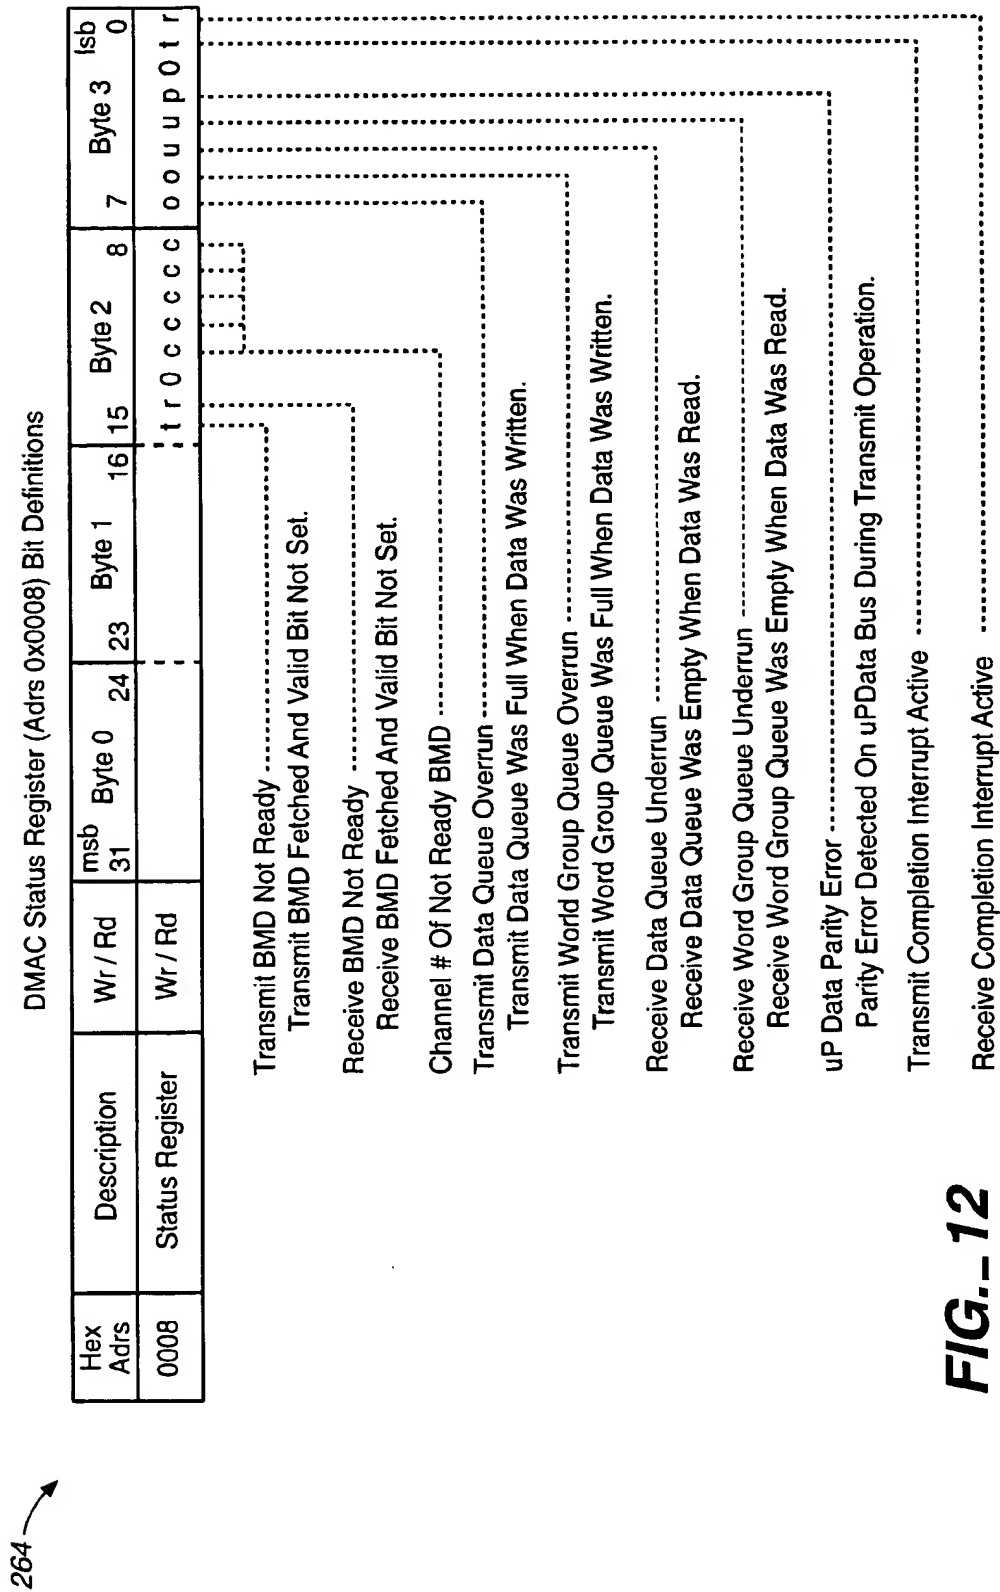 264
DMAC Status Register (Adrs 0x0008) Bit Definitions
Hex Adrs Description Wr / Rd msb 31 Byte 0 24 23 Byte 1 16 15 Byte 2 8 7 Byte 3 lsb 0
0008 Status Register Wr / Rd t r 0 c c c c c o o u u p 0 t r
Transmit BMD Not Ready
Transmit BMD Fetched And Valid Bit Not Set.
Receive BMD Not Ready
Receive BMD Fetched And Valid Bit Not Set.
Channel # Of Not Ready BMD
Transmit Data Queue Overrun
Transmit Data Queue Was Full When Data Was Written.
Transmit World Group Queue Overrun
Transmit Word Group Queue Was Full When Data Was Written.
Receive Data Queue Underrun
Receive Data Queue Was Empty When Data Was Read.
Receive Word Group Queue Underrun
Receive Word Group Queue Was Empty When Data Was Read.
uP Data Parity Error
Parity Error Detected On uPData Bus During Transmit Operation.
Transmit Completion Interrupt Active
Receive Completion Interrupt Active
FIG._12